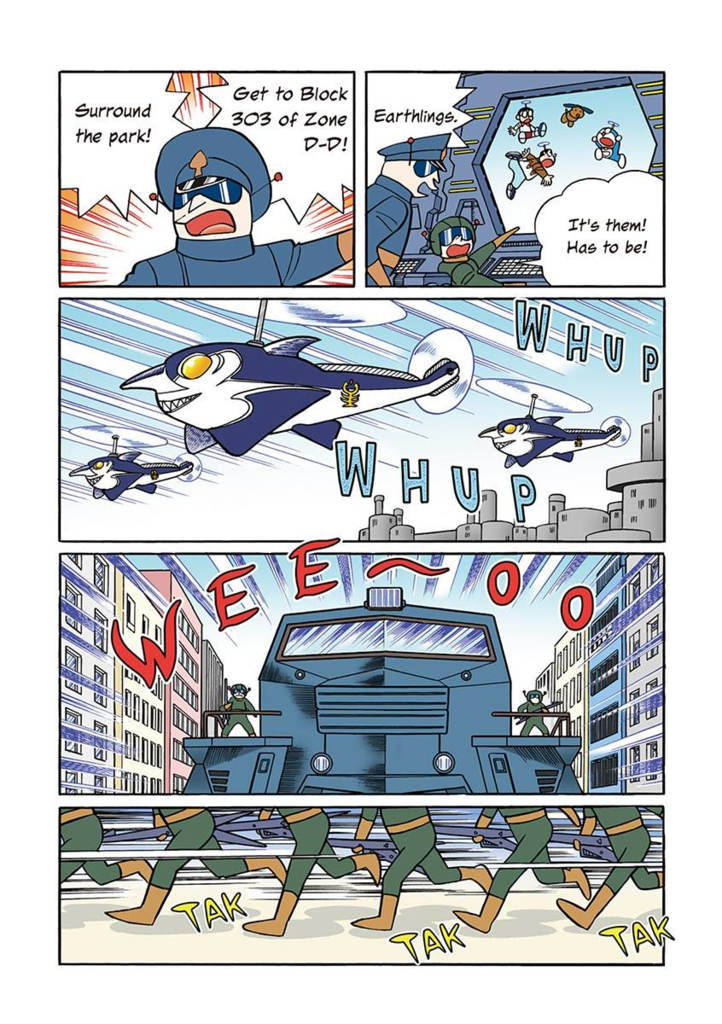 Surround
the park!
Get to Block
303 of Zone
D-D!
Earthlings.
It's them!
Has to be!
WHUP
WHUP
WEE~OO
TAK
TAK
TAK